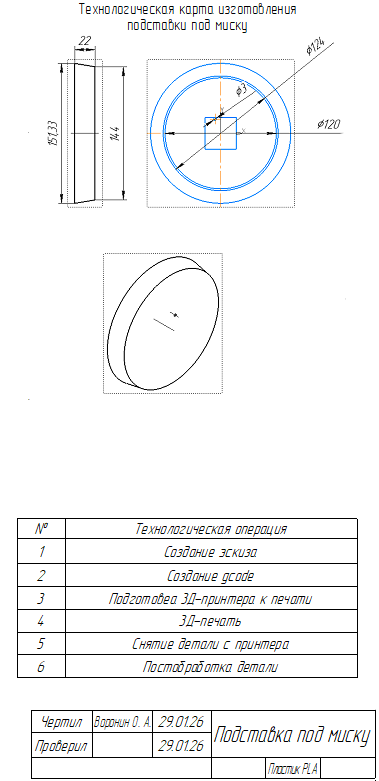 Технологическая карта изготовления
подставки под миску
22
151,33
144
Ø124
Ø3
Ø120
x
№ Технологическая операция
1 Создание эскиза
2 Создание gcode
3 Подготовеа 3Д-принтера к печати
4 3Д-печать
5 Снятие детали с принтера
6 Постобработка детали
Чертил Воронин О. А. 29.01.26 Подставка под миску
Проверил 29.01.26
Пластик PLA